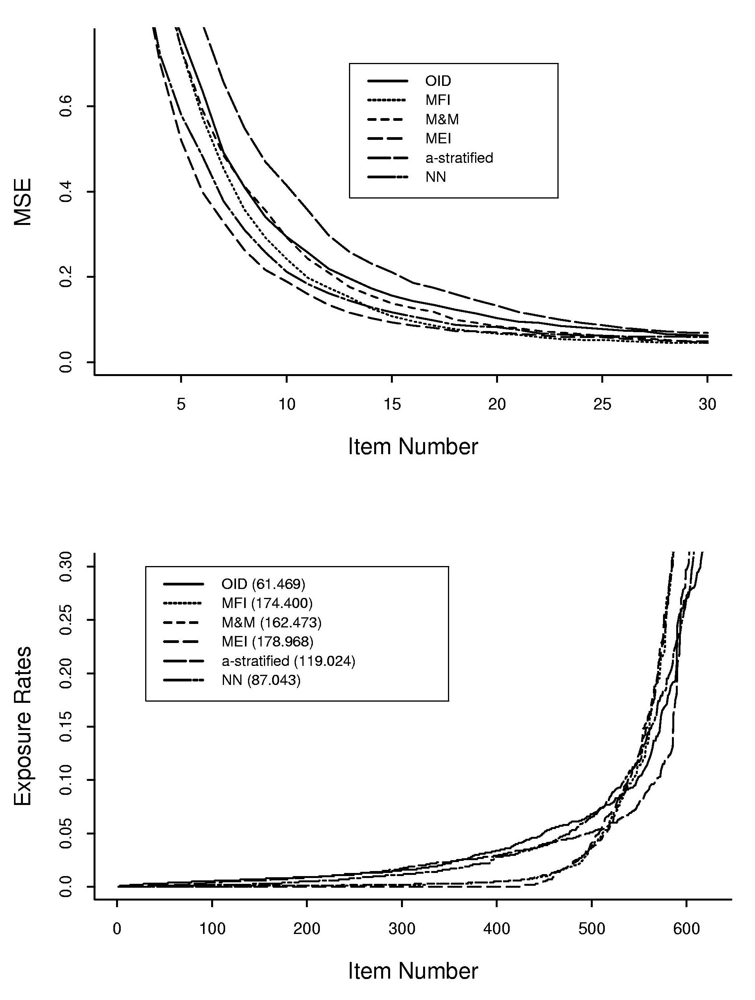 MSE
0.6
0.4
0.2
0.0
OID
MFI
M&M
MEI
a-stratified
NN
5 10 15 20 25 30
Item Number
Exposure Rates
0.30
0.25
0.20
0.15
0.10
0.05
0.0
OID (61.469)
MFI (174.400)
M&M (162.473)
MEI (178.968)
a-stratified (119.024)
NN (87.043)
0 100 200 300 400 500 600
Item Number